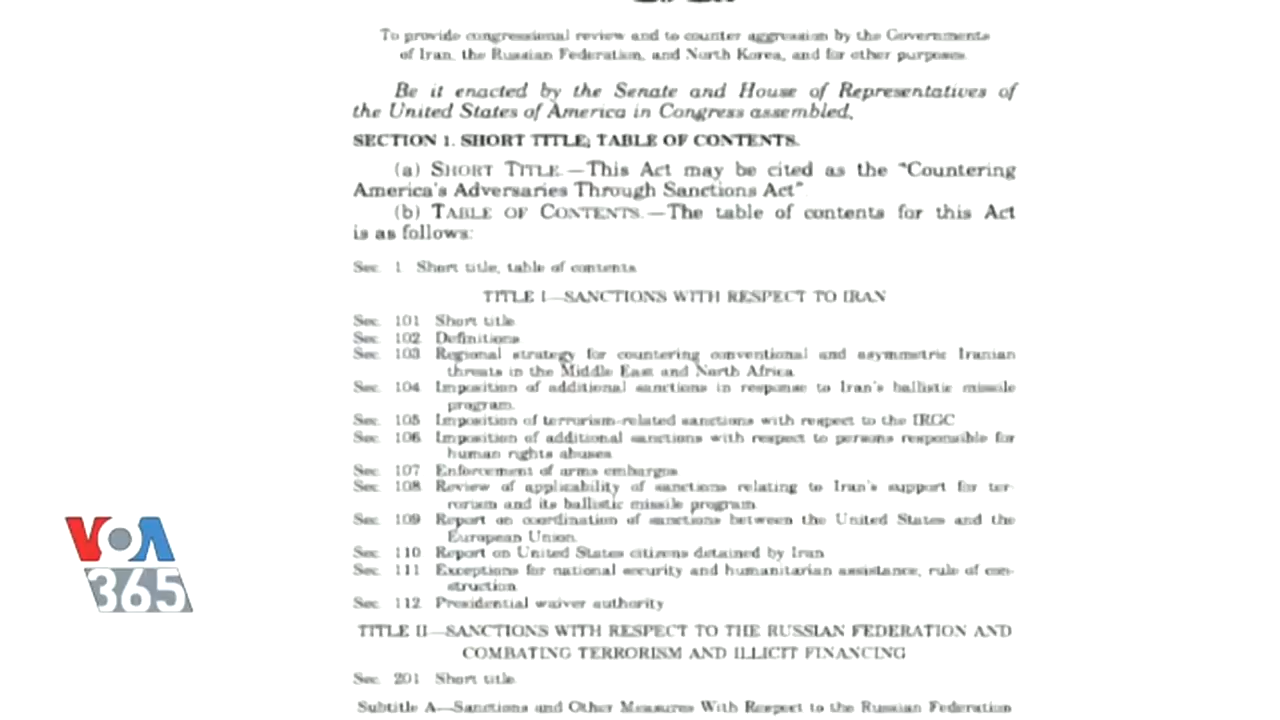 To provide congressional review and to counter aggression by the Governments
of Iran, the Russian Federation, and North Korea, and for other purposes.
Be it enacted by the Senate and House of Representatives of
the United States of America in Congress assembled,
SECTION 1. SHORT TITLE; TABLE OF CONTENTS.
(a) SHORT TITLE.—This Act may be cited as the "Countering
America's Adversaries Through Sanctions Act".
(b) TABLE OF CONTENTS.—The table of contents for this Act
is as follows:
Sec. 1. Short title; table of contents.
TITLE I—SANCTIONS WITH RESPECT TO IRAN
Sec. 101. Short title.
Sec. 102. Definitions.
Sec. 103. Regional strategy for countering conventional and asymmetric Iranian
threats in the Middle East and North Africa.
Sec. 104. Imposition of additional sanctions in response to Iran's ballistic missile
program.
Sec. 105. Imposition of terrorism-related sanctions with respect to the IRGC.
Sec. 106. Imposition of additional sanctions with respect to persons responsible for
human rights abuses.
Sec. 107. Enforcement of arms embargos.
Sec. 108. Review of applicability of sanctions relating to Iran's support for ter-
rorism and its ballistic missile program.
Sec. 109. Report on coordination of sanctions between the United States and the
European Union.
Sec. 110. Report on United States citizens detained by Iran.
Sec. 111. Exceptions for national security and humanitarian assistance; rule of con-
struction.
Sec. 112. Presidential waiver authority.
TITLE II—SANCTIONS WITH RESPECT TO THE RUSSIAN FEDERATION AND
COMBATING TERRORISM AND ILLICIT FINANCING
Sec. 201. Short title.
Subtitle A—Sanctions and Other Measures With Respect to the Russian Federation
VOA
365